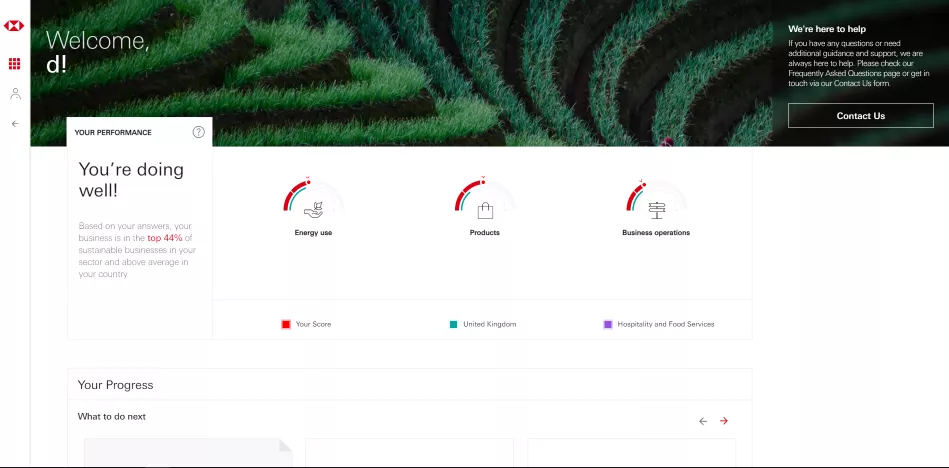 Welcome,
d!
We're here to help
If you have any questions or need
additional guidance and support, we are
always here to help. Please check our
Frequently Asked Questions page or get in
touch via our Contact Us form.
Contact Us
YOUR PERFORMANCE
?
You're doing
well!
Based on your answers, your
business is in the top 44% of
sustainable businesses in your
sector and above average in
your country
Energy use
Products
Business operations
Your Score
United Kingdom
Hospitality and Food Services
Your Progress
What to do next